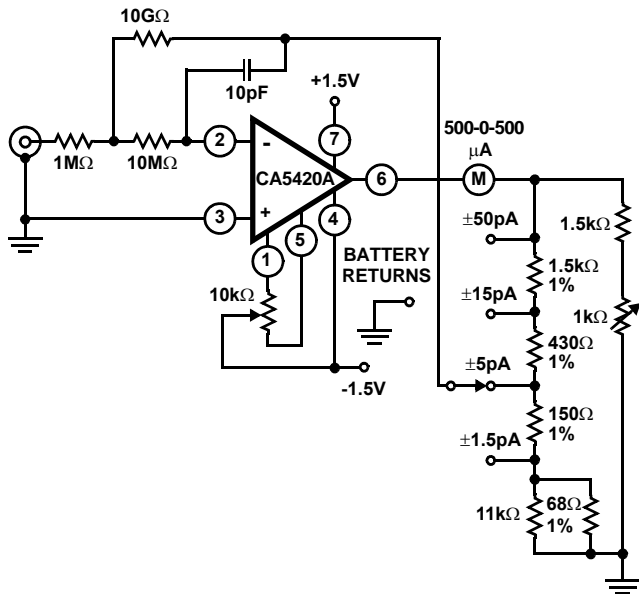 10GΩ
10pF
+1.5V
500-0-500
µA
1MΩ
10MΩ
2
-
7
CA5420A
6
M
3
+
4
5
1
±50pA
1.5kΩ
BATTERY
RETURNS
1.5kΩ
1%
10kΩ
±15pA
1kΩ
430Ω
1%
±5pA
-1.5V
150Ω
1%
±1.5pA
11kΩ
68Ω
1%